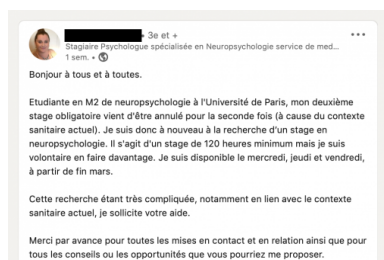 • 3e et +
Stagiaire Psychologue spécialisée en Neuropsychologie service de med...
1 sem. •
Bonjour à tous et à toutes.
Etudiante en M2 de neuropsychologie à l'Université de Paris, mon deuxième
stage obligatoire vient d'être annulé pour la seconde fois (à cause du contexte
sanitaire actuel). Je suis donc à nouveau à la recherche d'un stage en
neuropsychologie. Il s'agit d'un stage de 120 heures minimum mais je suis
volontaire en faire davantage. Je suis disponible le mercredi, jeudi et vendredi,
à partir de fin mars.
Cette recherche étant très compliquée, notamment en lien avec le contexte
sanitaire actuel, je sollicite votre aide.
Merci par avance pour toutes les mises en contact et en relation ainsi que pour
tous les conseils ou les opportunités que vous pourriez me proposer.